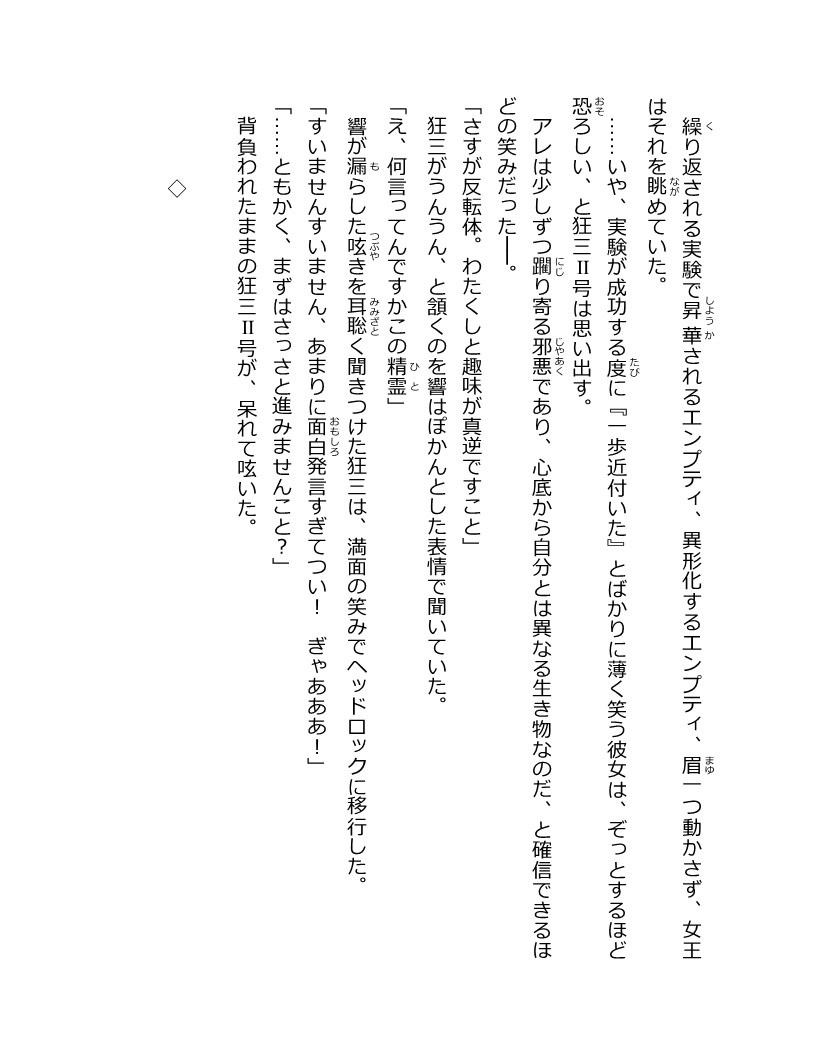 繰り返される実験で昇華されるエンプティ、異形化するエンプティ、眉一つ動かさず、女王
はそれを眺めていた。
……いや、実験が成功する度に『一歩近付いた』とばかりに薄く笑う彼女は、ぞっとするほど
恐ろしい、と狂三Ⅱ号は思い出す。
アレは少しずつ躙り寄る邪悪であり、心底から自分とは異なる生き物なのだ、と確信できるほ
どの笑みだった──。
「さすが反転体。わたくしと趣味が真逆ですこと」
狂三がうんうん、と頷くのを響はぽかんとした表情で聞いていた。
「え、何言ってんですかこの精霊」
響が漏らした呟きを耳聡く聞きつけた狂三は、満面の笑みでヘッドロックに移行した。
「すいませんすいません、あまりに面白発言すぎてつい！　ぎゃあああ！」
「……ともかく、まずはさっさと進みませんこと？」
背負われたままの狂三Ⅱ号が、呆れて呟いた。
◇